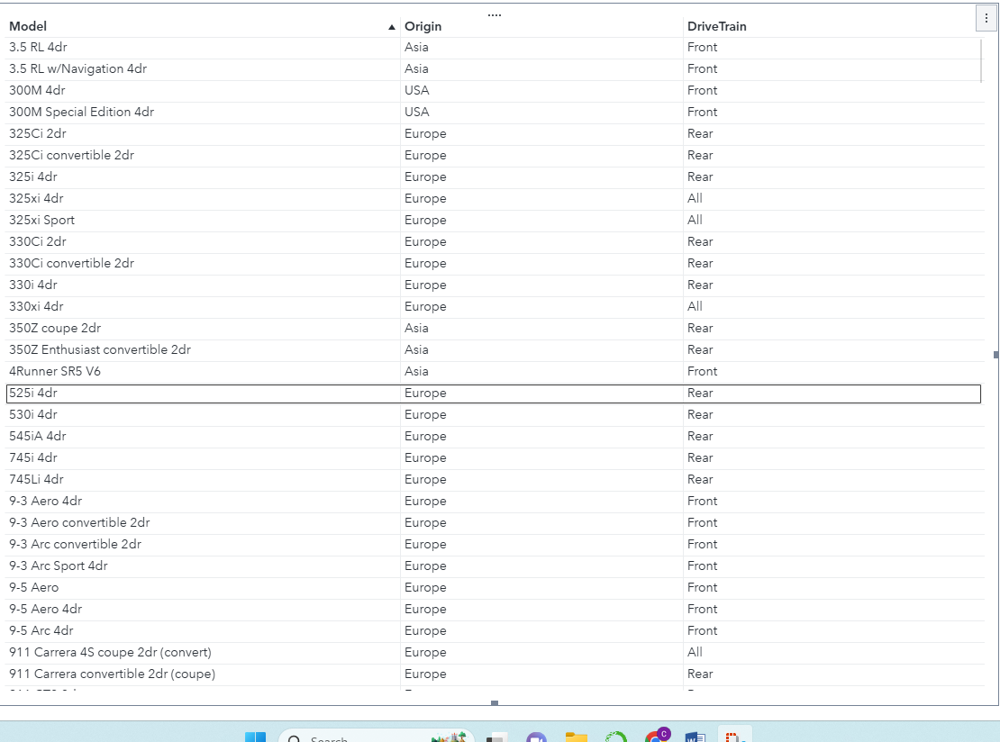 Model Origin DriveTrain
3.5 RL 4dr Asia Front
3.5 RL w/Navigation 4dr Asia Front
300M 4dr USA Front
300M Special Edition 4dr USA Front
325Ci 2dr Europe Rear
325Ci convertible 2dr Europe Rear
325i 4dr Europe Rear
325xi 4dr Europe All
325xi Sport Europe All
330Ci 2dr Europe Rear
330Ci convertible 2dr Europe Rear
330i 4dr Europe Rear
330xi 4dr Europe All
350Z coupe 2dr Asia Rear
350Z Enthusiast convertible 2dr Asia Rear
4Runner SR5 V6 Asia Front
525i 4dr Europe Rear
530i 4dr Europe Rear
545iA 4dr Europe Rear
745i 4dr Europe Rear
745Li 4dr Europe Rear
9-3 Aero 4dr Europe Front
9-3 Aero convertible 2dr Europe Front
9-3 Arc convertible 2dr Europe Front
9-3 Arc Sport 4dr Europe Front
9-5 Aero Europe Front
9-5 Aero 4dr Europe Front
9-5 Arc 4dr Europe Front
911 Carrera 4S coupe 2dr (convert) Europe All
911 Carrera convertible 2dr (coupe) Europe Rear
Search